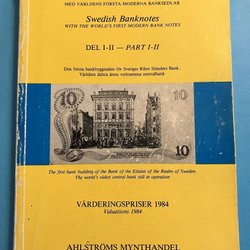 MED VÄRLDENS FÖRSTA MODERNA BANKSEDLAR
Swedish Banknotes
WITH THE WORLD'S FIRST MODERN BANK NOTES
DEL I-II — PART I-II
Den första bankbyggnaden för Sveriges Rikes Ständers Bank.
Världens äldsta ännu verksamma centralbank
10
10
The first bank building of the Bank of the Estates of the Realm of Sweden.
The world's oldest central bank still in operation.
VÄRDERINGSPRISER 1984
Valuations 1984
AHLSTRÖMS MYNTHANDEL